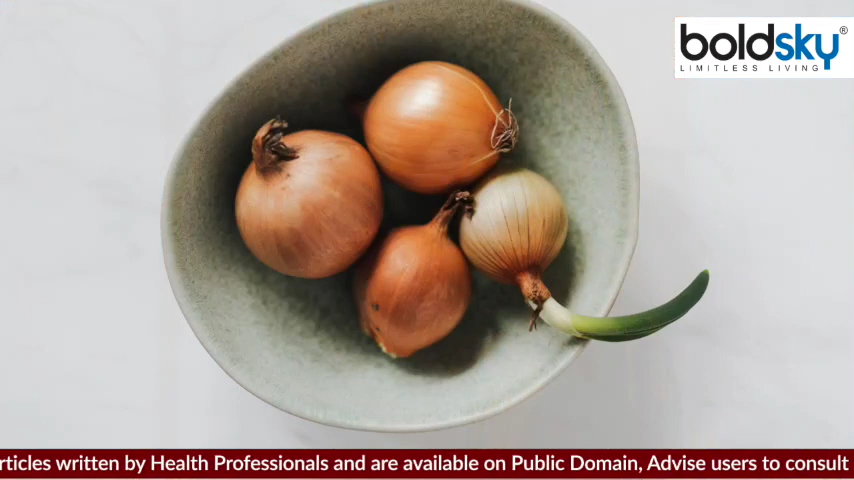 boldsky®
LIMITLESS LIVING
rticles written by Health Professionals and are available on Public Domain, Advise users to consult